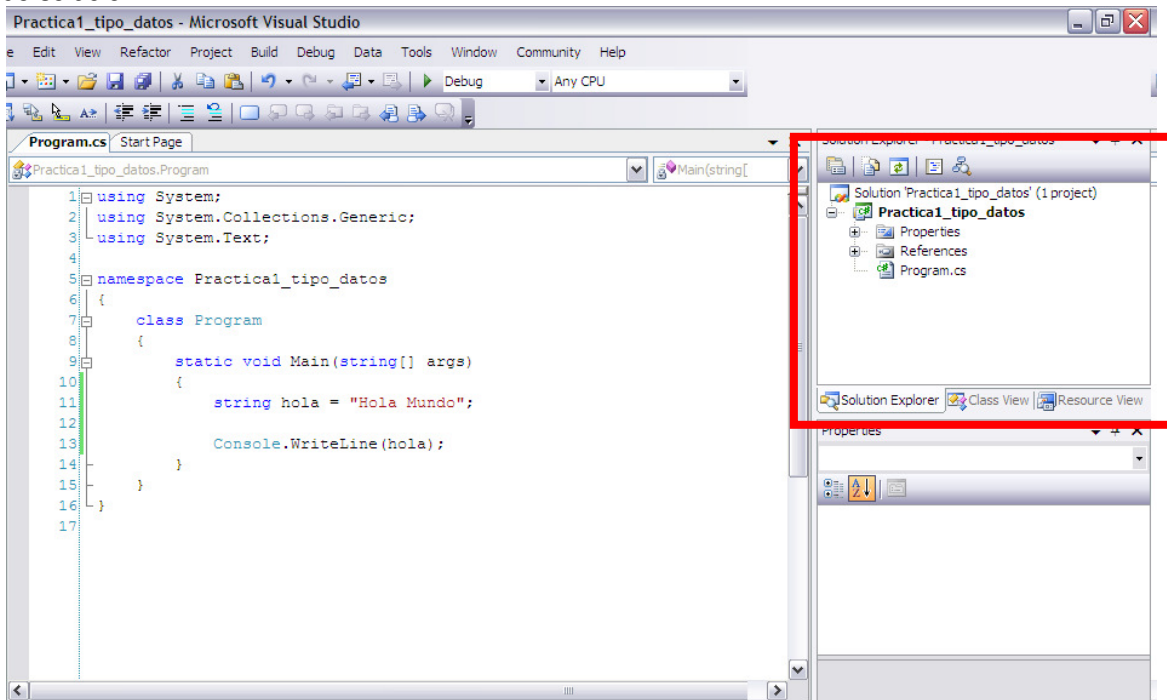 Practica1_tipo_datos - Microsoft Visual Studio
e Edit View Refactor Project Build Debug Data Tools Window Community Help
Debug Any CPU
Program.cs Start Page
Practica1_tipo_datos.Program Main(string[
1 using System;
2 using System.Collections.Generic;
3 using System.Text;
4
5 namespace Practica1_tipo_datos
6 {
7 class Program
8 {
9 static void Main(string[] args)
10 {
11 string hola = "Hola Mundo";
12
13 Console.WriteLine(hola);
14 }
15 }
16 }
17
Solution Explorer - Practica1_tipo_datos
Solution 'Practica1_tipo_datos' (1 project)
Practica1_tipo_datos
Properties
References
Program.cs
Solution Explorer Class View Resource View
Properties